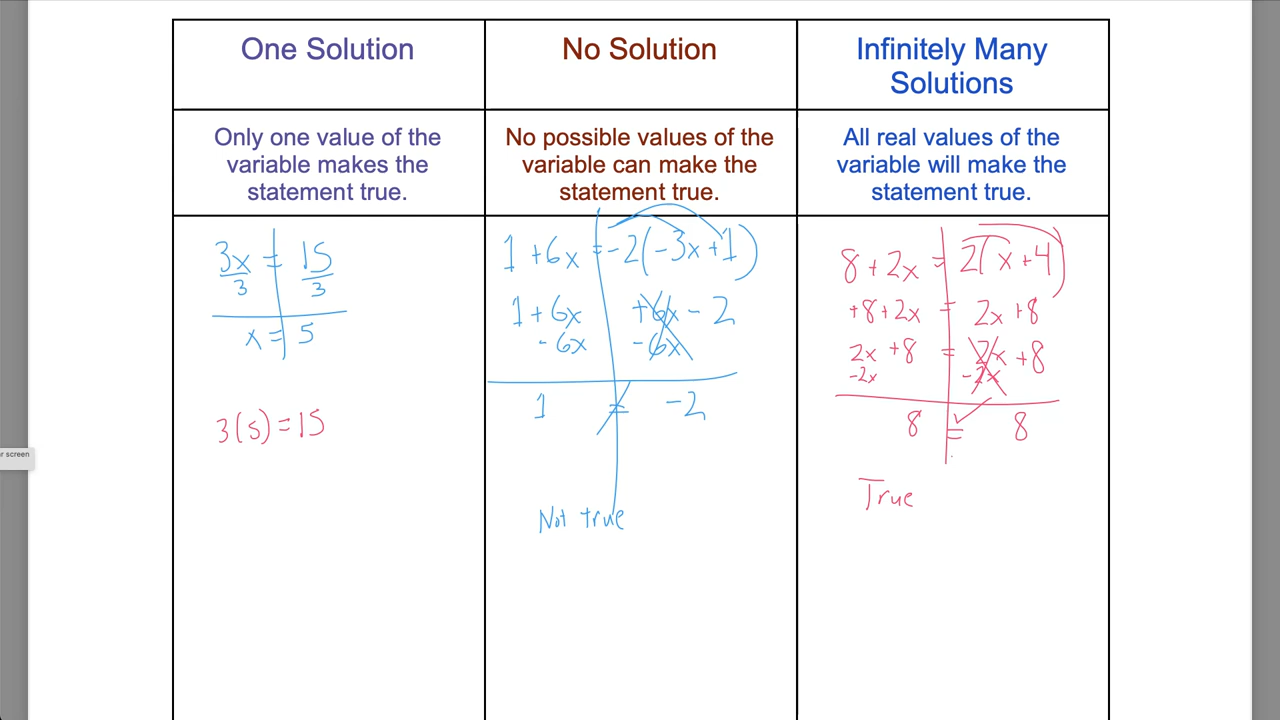 One Solution
Only one value of the
variable makes the
statement true.
3x = 15
3 3
x = 5
3(5) = 15
No Solution
No possible values of the
variable can make the
statement true.
1 + 6x = -2(-3x + 1)
1 + 6x +6x - 2
- 6x - 6x
1 ≠ -2
Not true
Infinitely Many
Solutions
All real values of the
variable will make the
statement true.
8 + 2x = 2(x + 4)
+8 + 2x = 2x + 8
2x + 8 = 2x + 8
-2x -2x
8 = 8
True
r screen